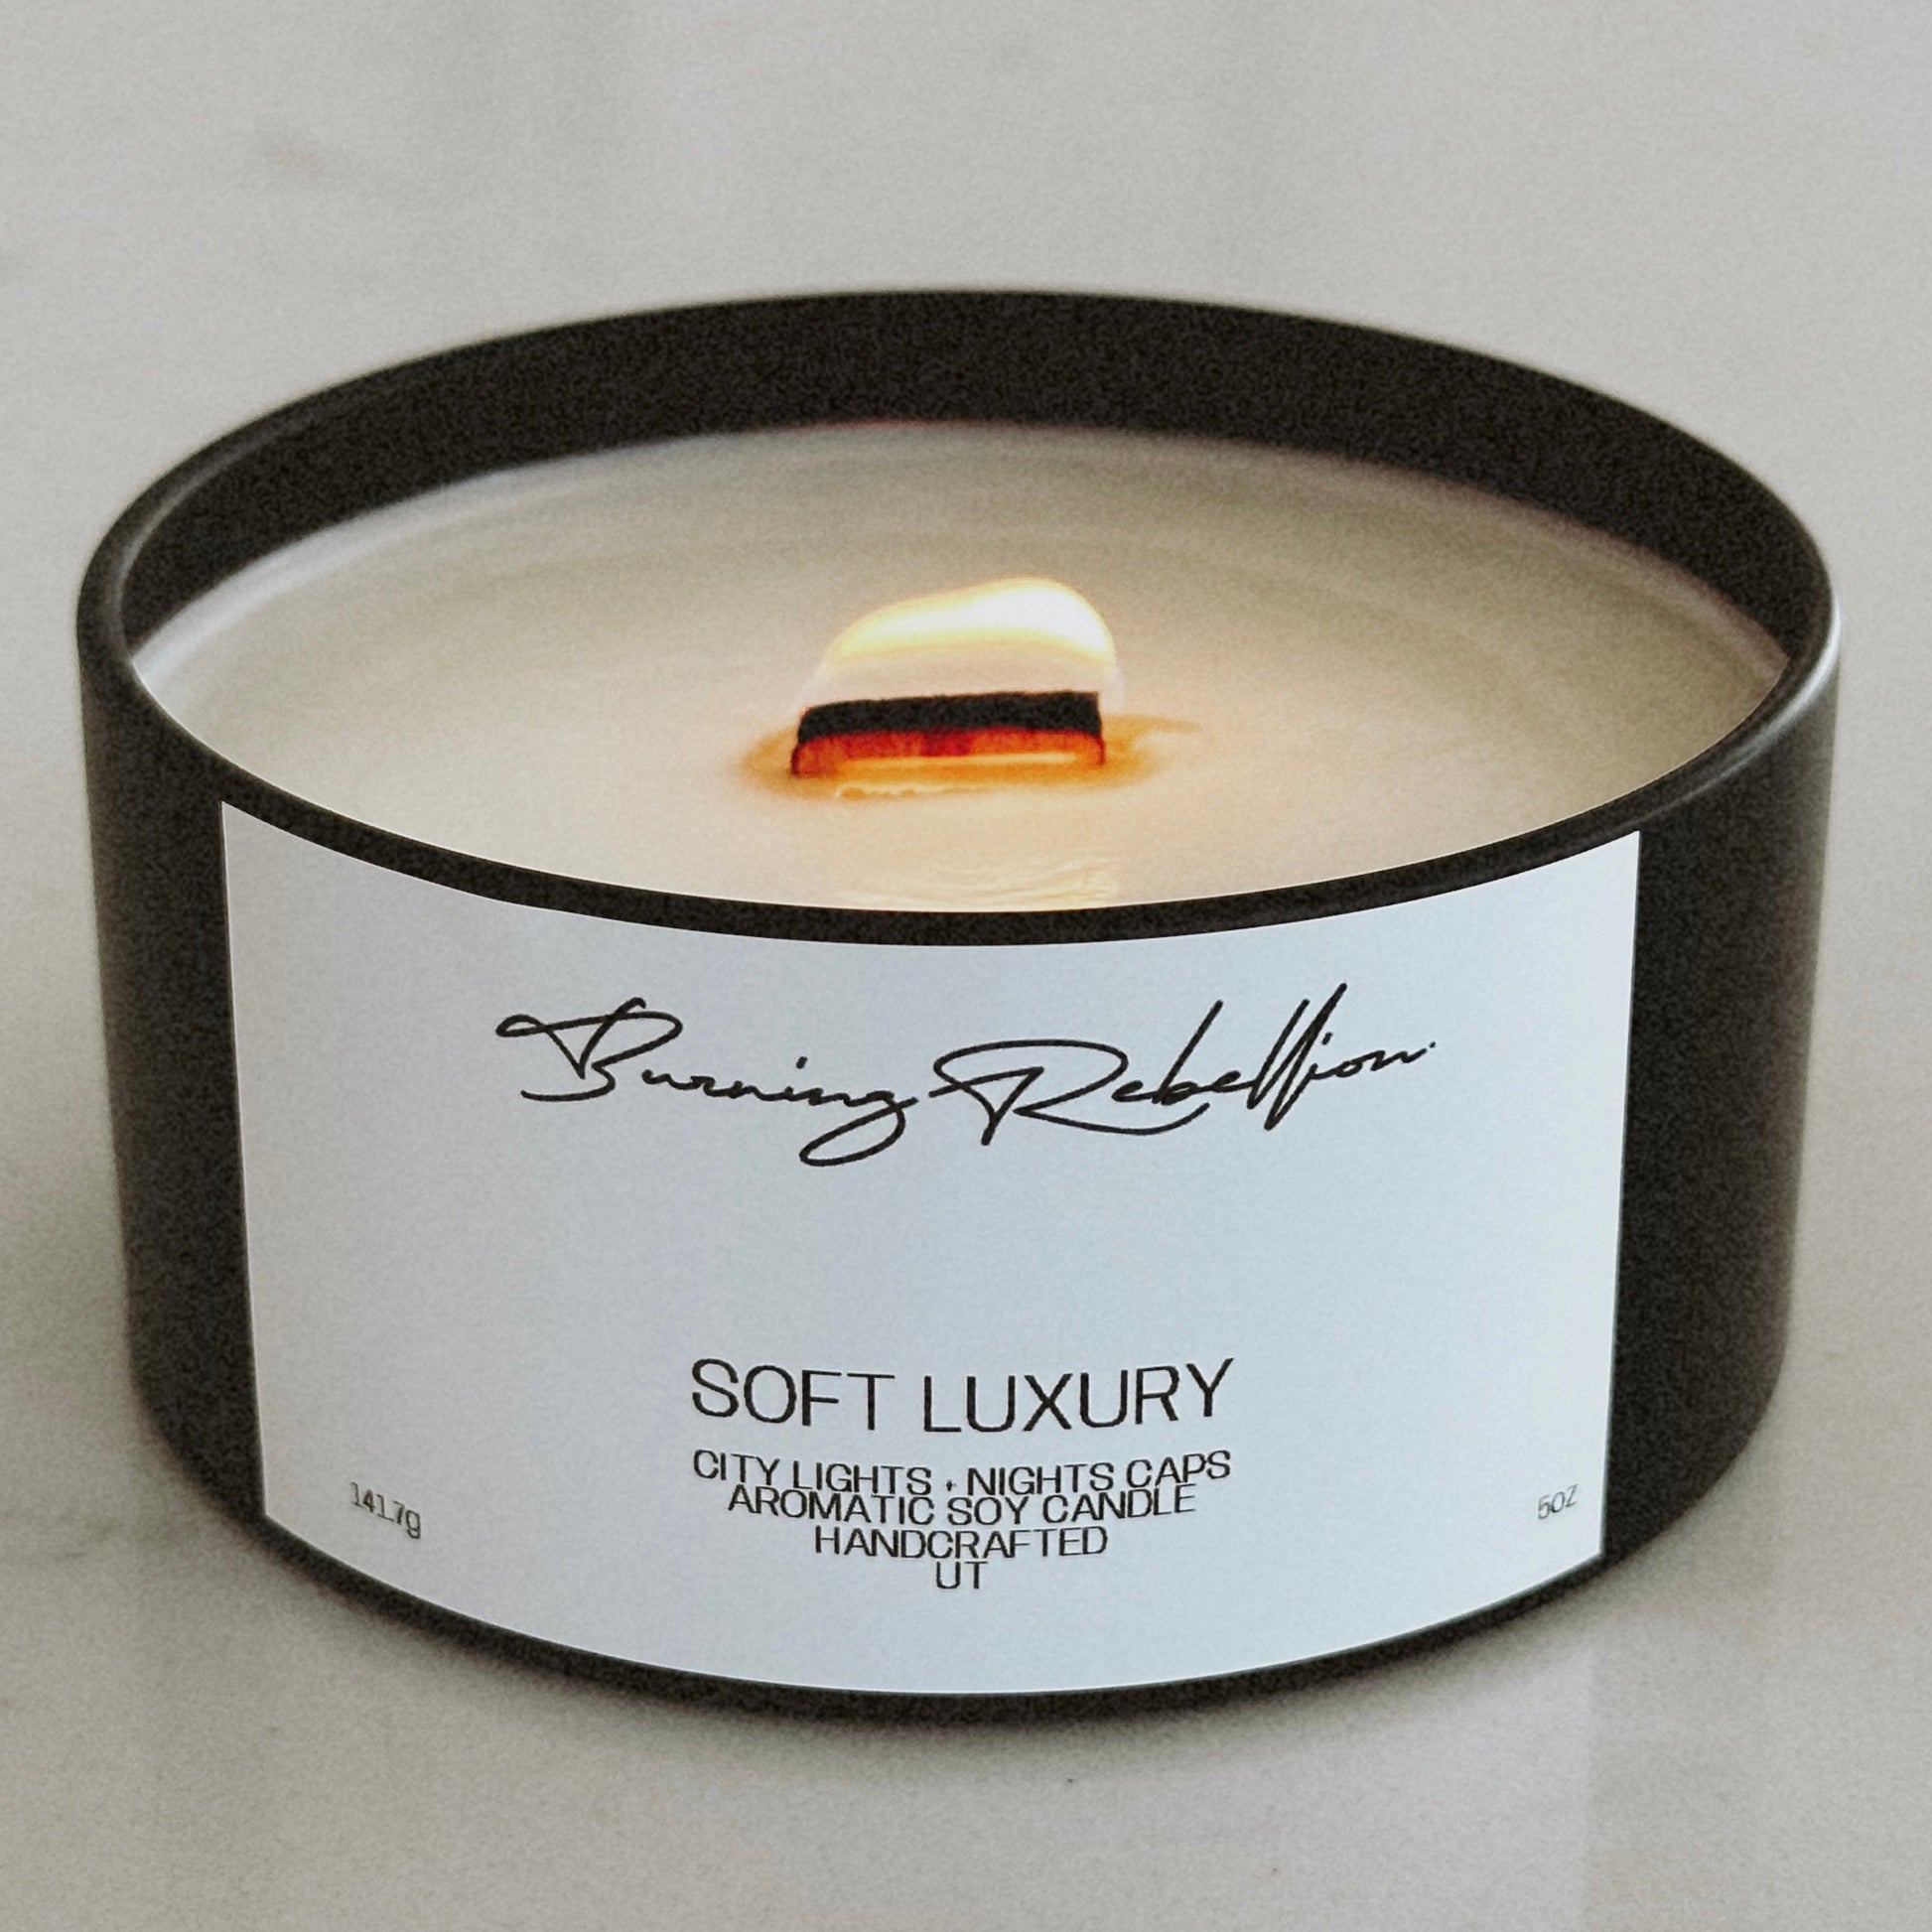 Burning Rebellion
SOFT LUXURY
CITY LIGHTS + NIGHTS CAPS
AROMATIC SOY CANDLE
HANDCRAFTED
UT
141.7g
5oz